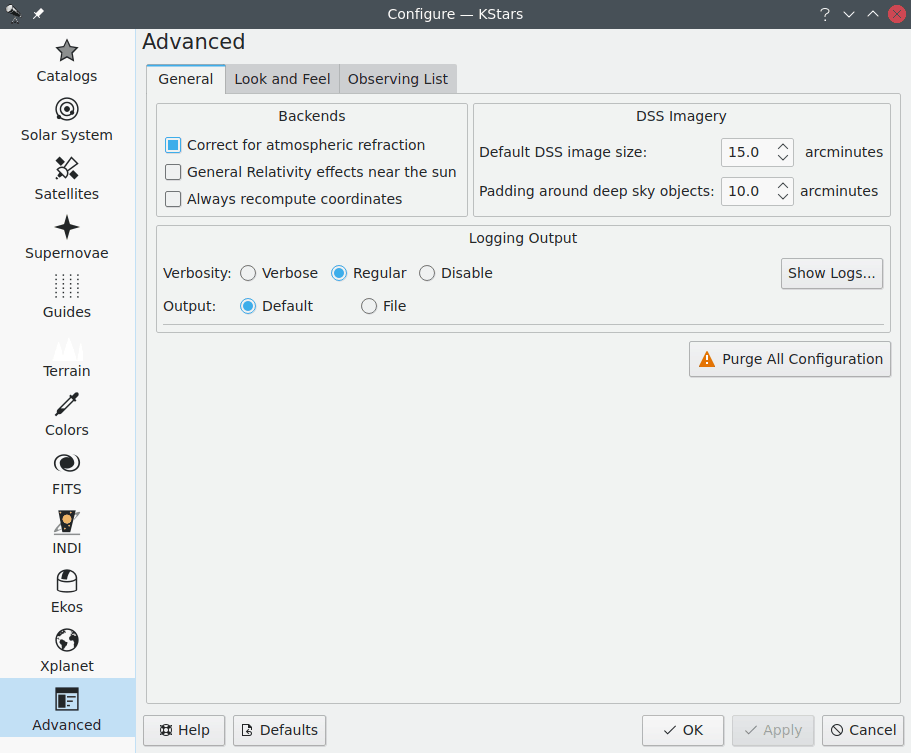 Configure — KStars
Catalogs
Solar System
Satellites
Supernovae
Guides
Terrain
Colors
FITS
INDI
Ekos
Xplanet
Advanced
Advanced
General Look and Feel Observing List
Backends
Correct for atmospheric refraction
General Relativity effects near the sun
Always recompute coordinates
DSS Imagery
Default DSS image size: 15.0 arcminutes
Padding around deep sky objects: 10.0 arcminutes
Logging Output
Verbosity: Verbose Regular Disable Show Logs...
Output: Default File
Purge All Configuration
Help Defaults OK Apply Cancel